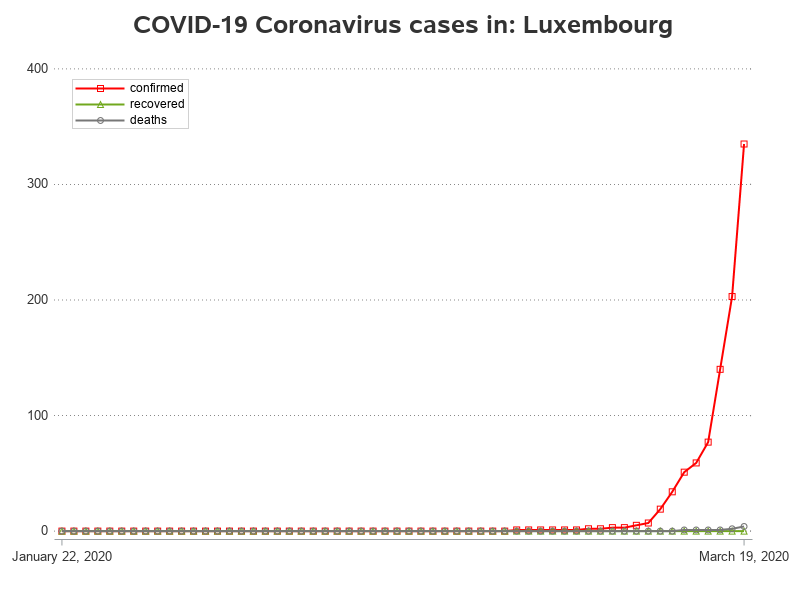 COVID-19 Coronavirus cases in: Luxembourg
400
confirmed
recovered
deaths
300
200
100
0
January 22, 2020
March 19, 2020